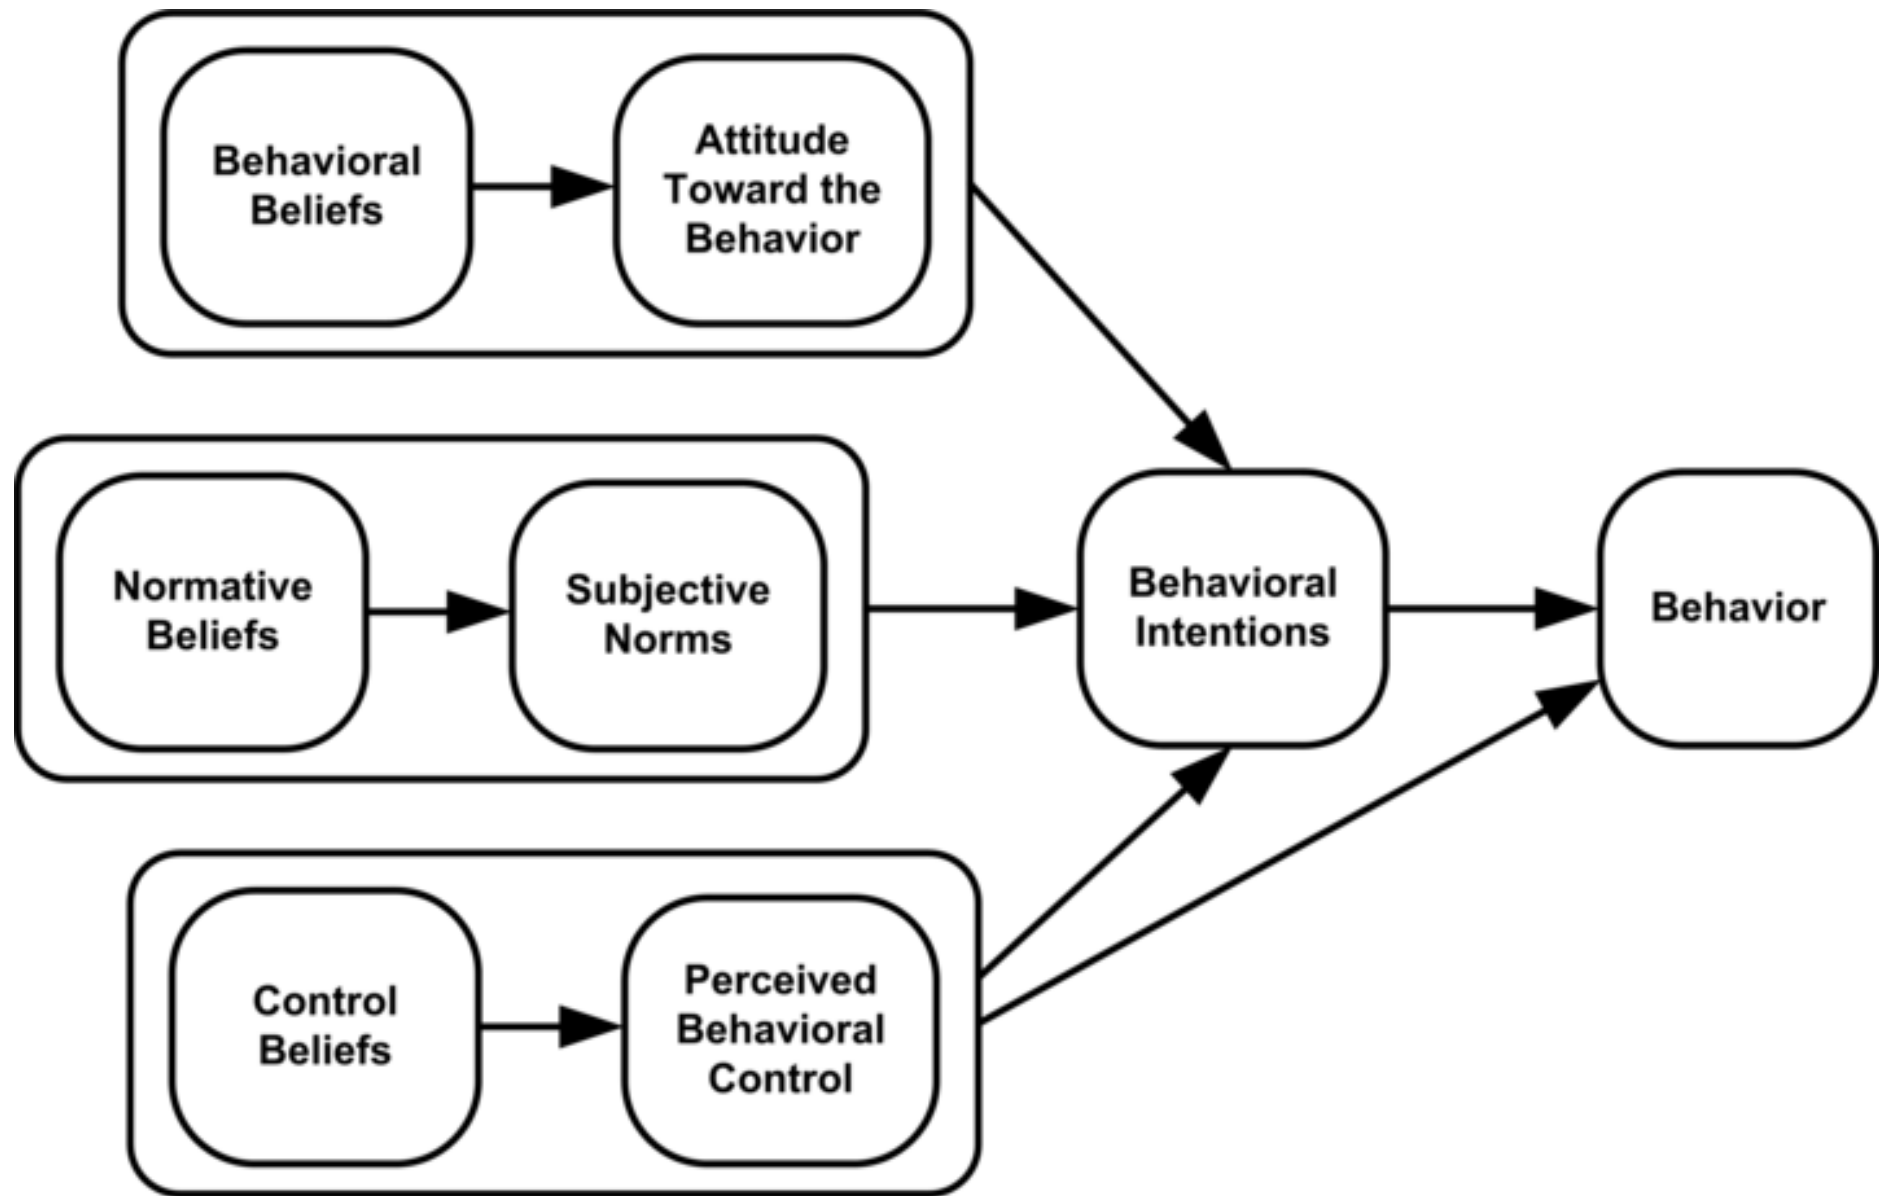 Behavioral
Beliefs
Attitude
Toward the
Behavior
Normative
Beliefs
Subjective
Norms
Behavioral
Intentions
Behavior
Control
Beliefs
Perceived
Behavioral
Control